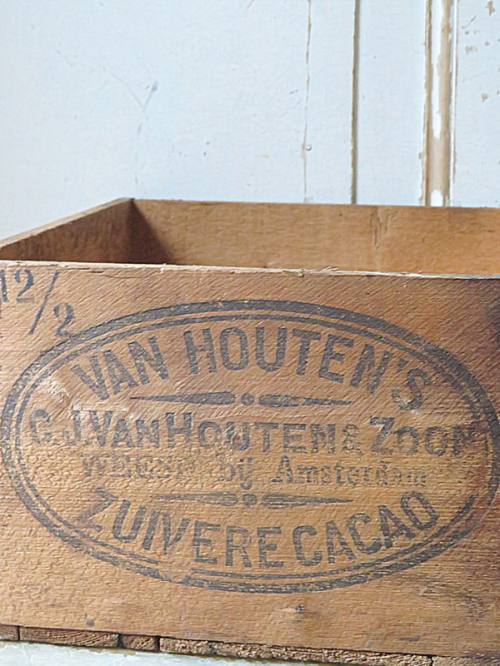 12/2
VAN HOUTEN'S
C.J. VAN HOUTEN & ZOON
WEESP bij Amsterdam
ZUIVERE CACAO